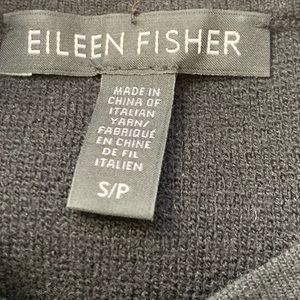 EILEEN FISHER
MADE IN
CHINA OF
ITALIAN
YARN/
FABRIQUÉ
EN CHINE
DE FIL
ITALIEN
S/P